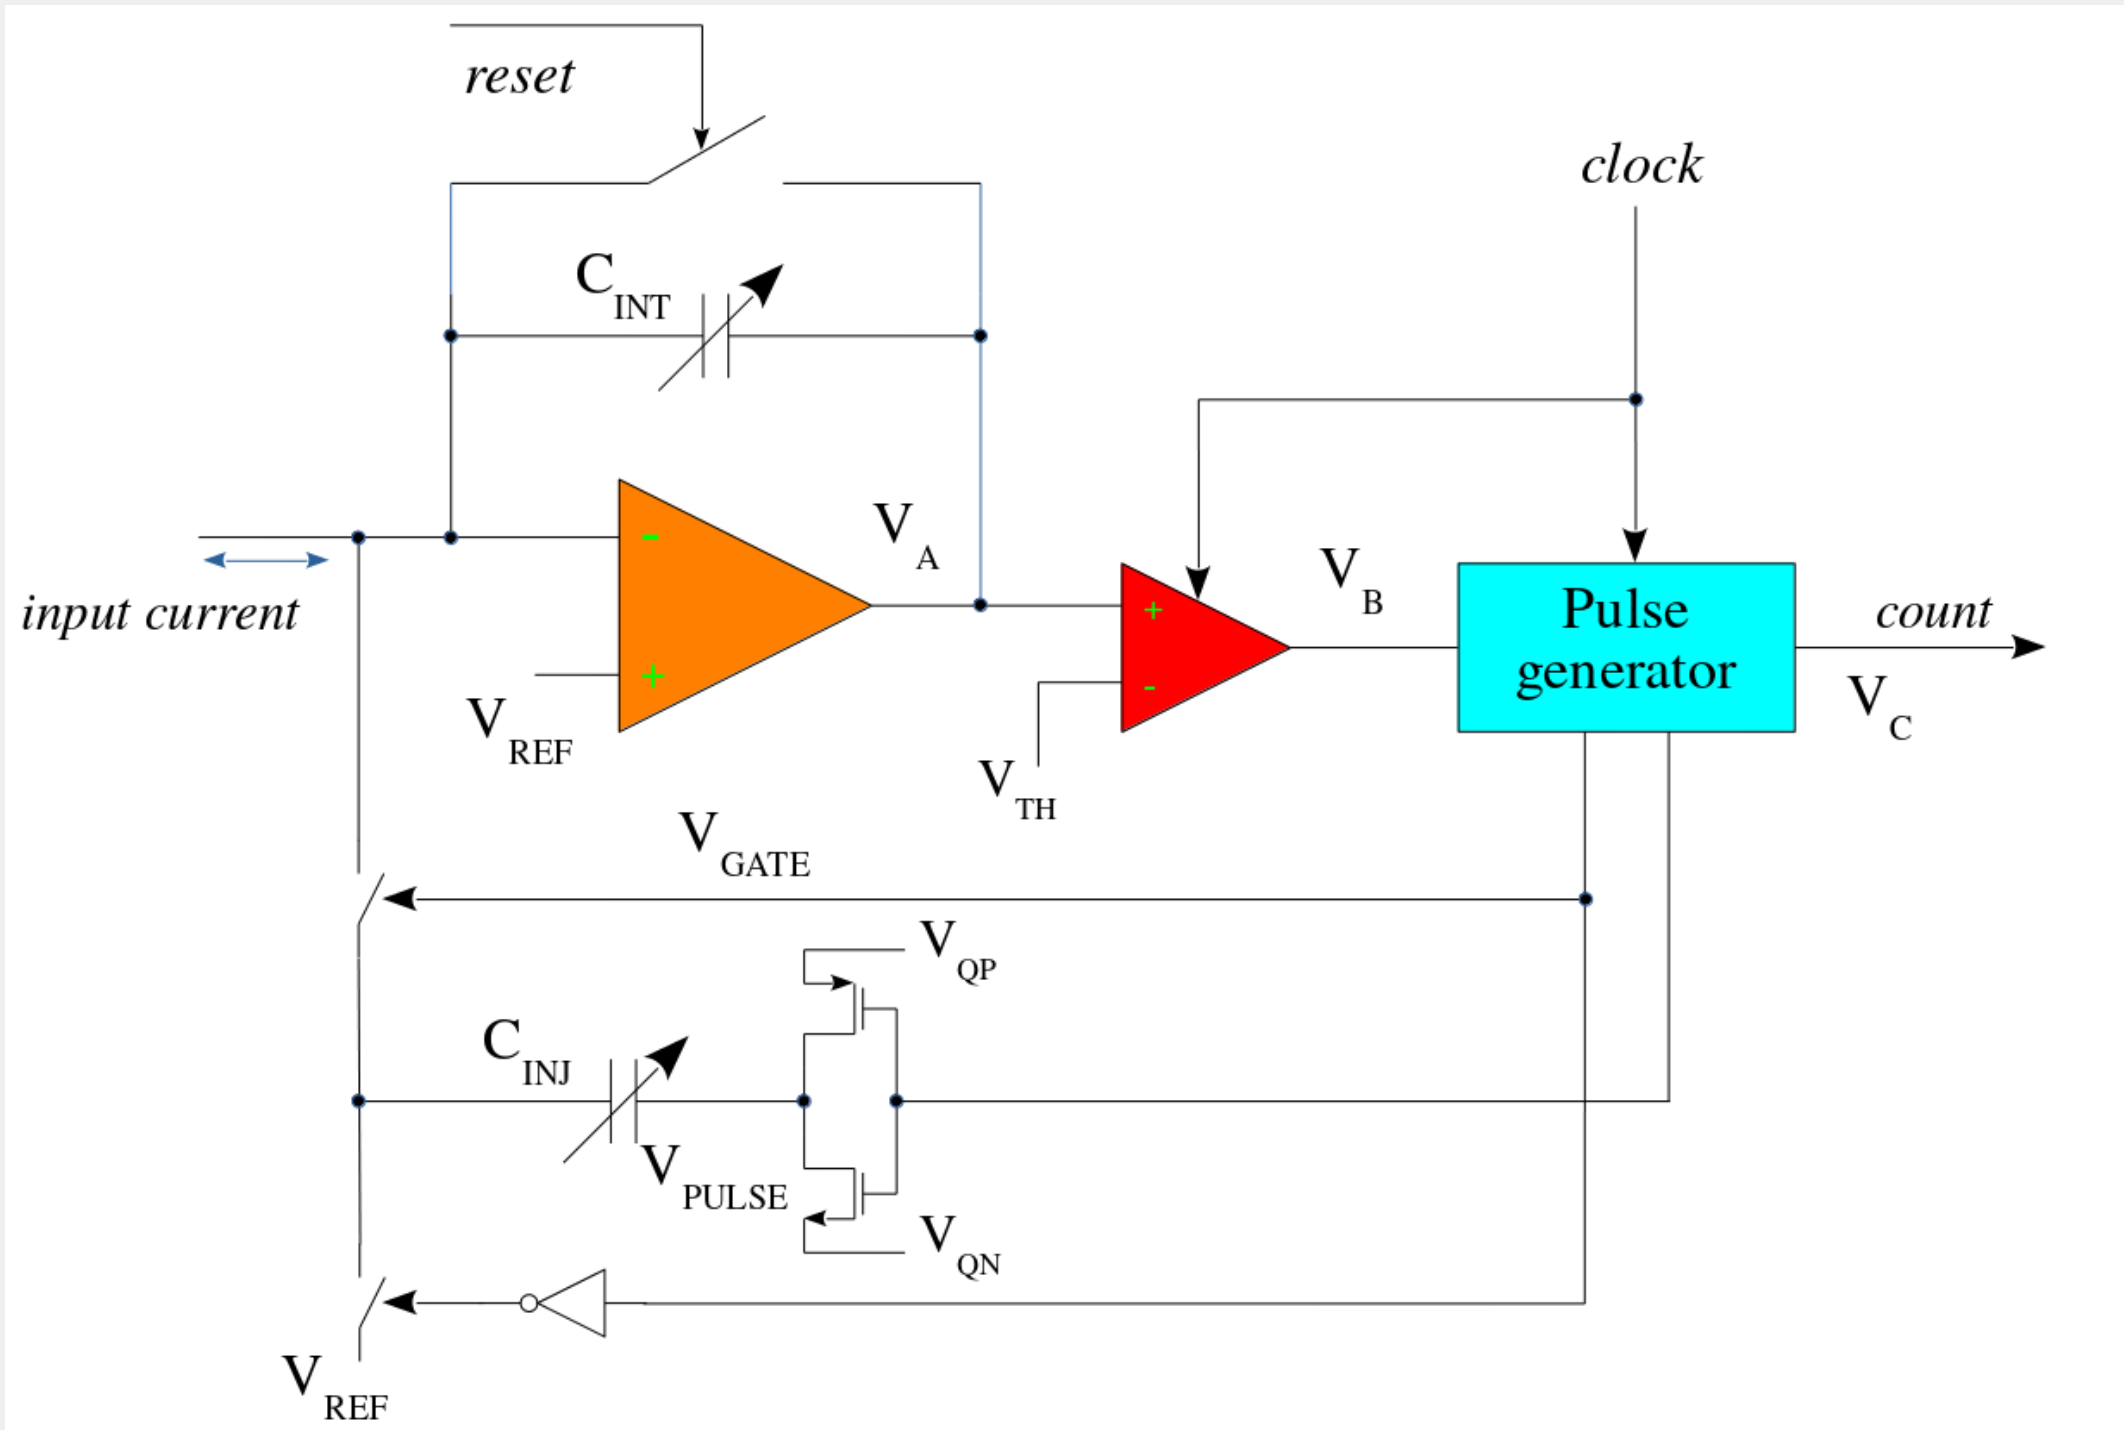 reset
clock
C INT
V A
V B
- 
+
+
-
Pulse
generator
count
V C
input current
V REF
V TH
V GATE
V QP
C INJ
V PULSE
V QN
V REF